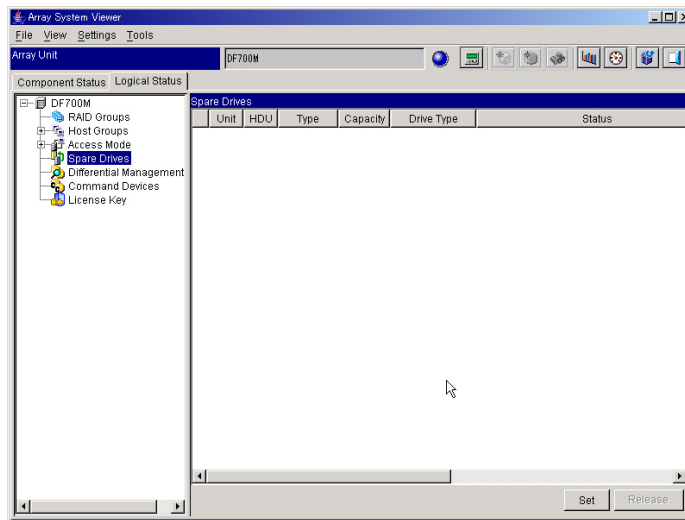 Array System Viewer
File View Settings Tools
Array Unit
DF700M
Component Status Logical Status
DF700M
RAID Groups
Host Groups
Access Mode
Spare Drives
Differential Management
Command Devices
License Key
Spare Drives
Unit HDU Type Capacity Drive Type Status
Set Release